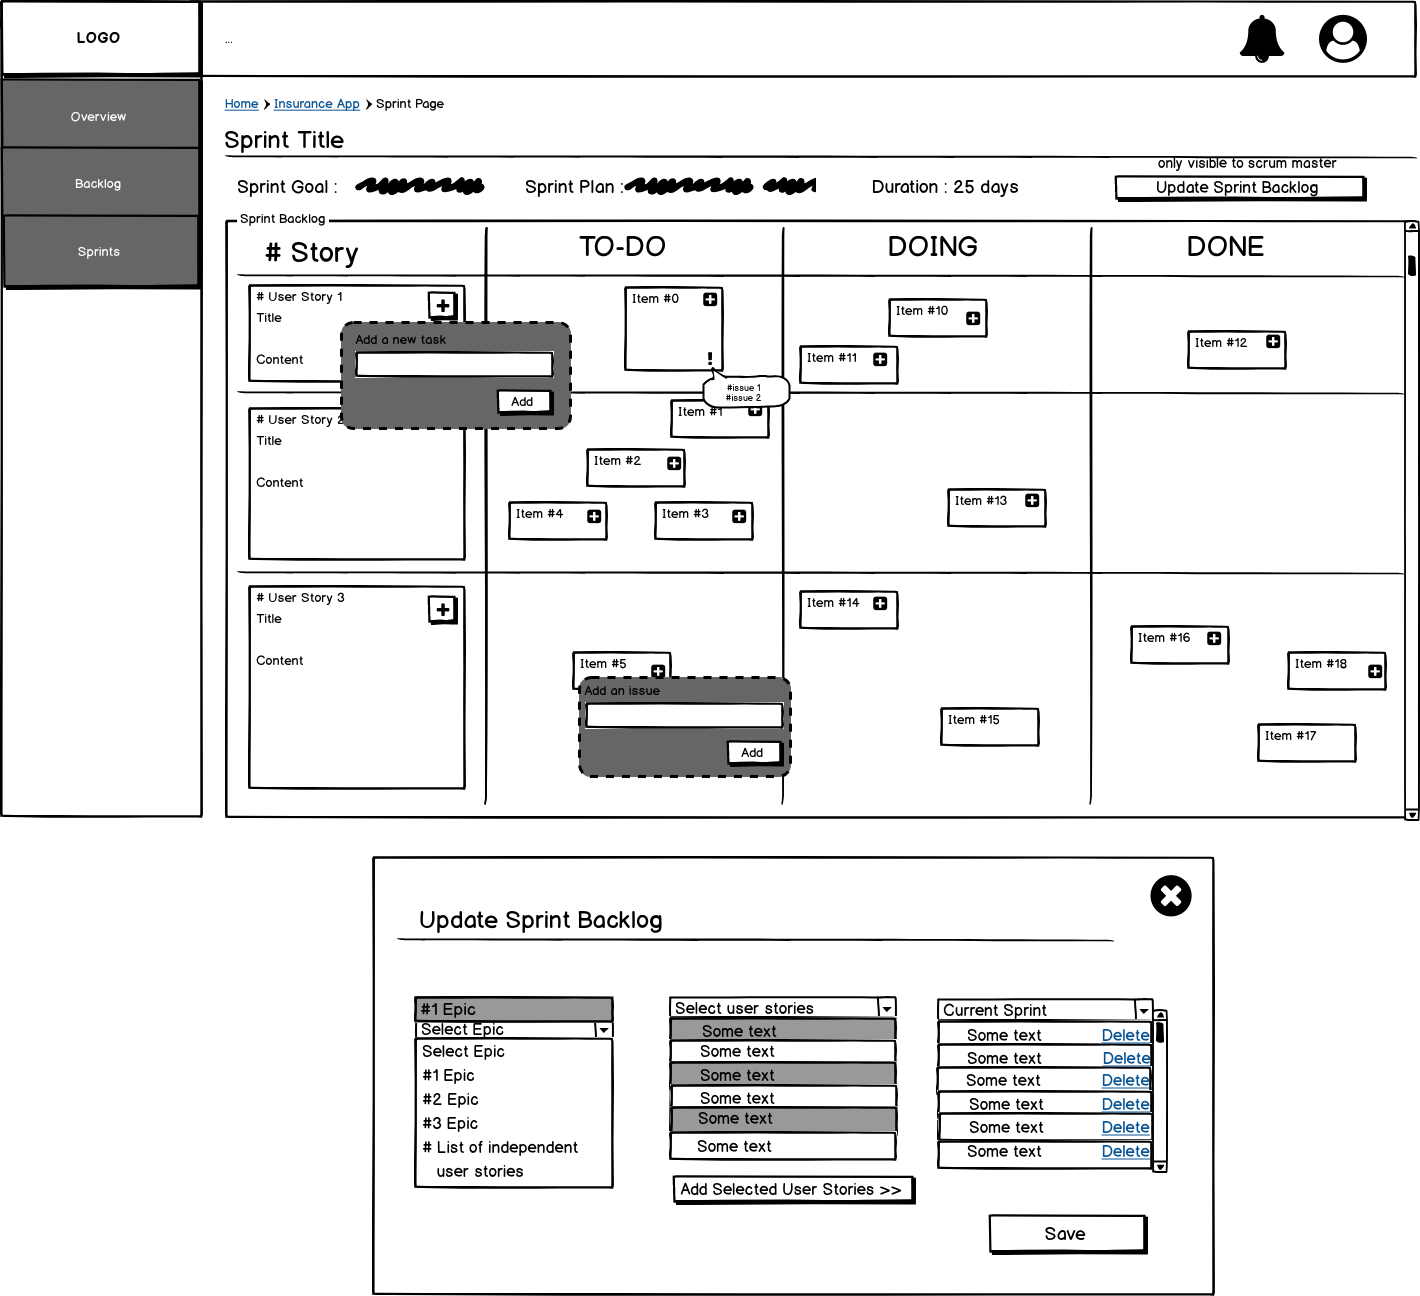 LOGO
...
Overview
Backlog
Sprints
Home > Insurance App > Sprint Page
Sprint Title
only visible to scrum master
Sprint Goal :
Sprint Plan :
Duration : 25 days
Update Sprint Backlog
Sprint Backlog
# Story
TO-DO
DOING
DONE
# User Story 1
Title
Content
Add a new task
Add
Item #0
!
#issue 1
#issue 2
Item #10
Item #11
Item #12
# User Story 2
Title
Content
Item #1
Item #2
Item #4
Item #3
Item #13
# User Story 3
Title
Content
Item #5
Add an issue
Add
Item #14
Item #15
Item #16
Item #18
Item #17
Update Sprint Backlog
#1 Epic
Select Epic
Select Epic
#1 Epic
#2 Epic
#3 Epic
# List of independent
user stories
Select user stories
Some text
Some text
Some text
Some text
Some text
Some text
Add Selected User Stories >>
Current Sprint
Some text Delete
Some text Delete
Some text Delete
Some text Delete
Some text Delete
Some text Delete
Save